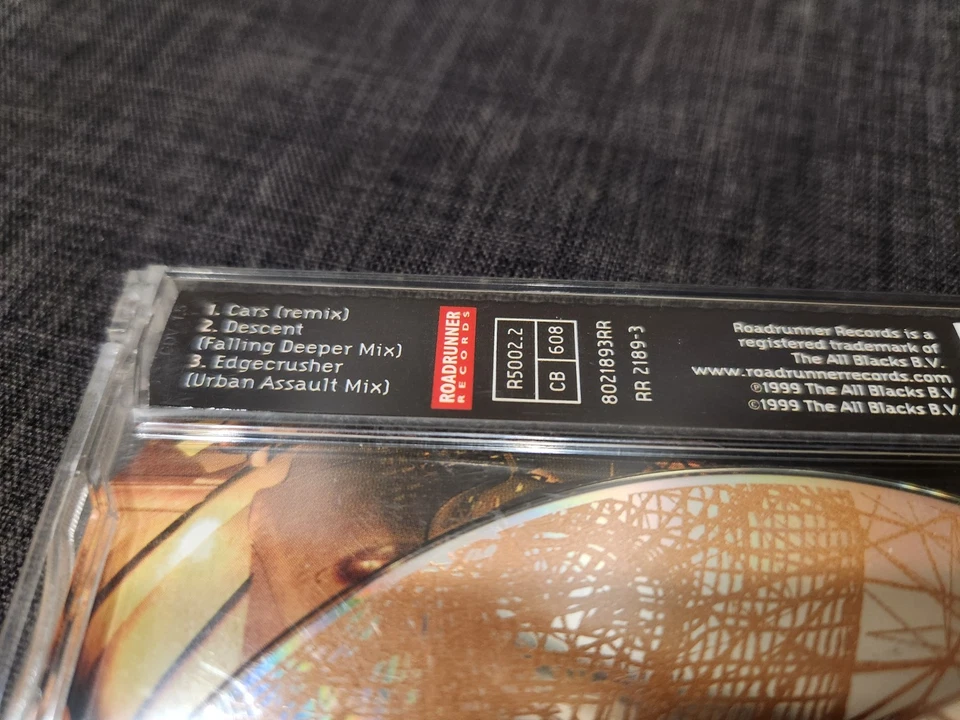 1. Cars (remix)
2. Descent
(Falling Deeper Mix)
3. Edgecrusher
(Urban Assault Mix)
ROADRUNNER
RECORDS
R5002.2
CB 608
8021893RR
RR 2189-3
Roadrunner Records is a
registered trademark of
The All Blacks B.V.
www.roadrunnerrecords.com
℗1999 The All Blacks B.V
©1999 The All Blacks B.V